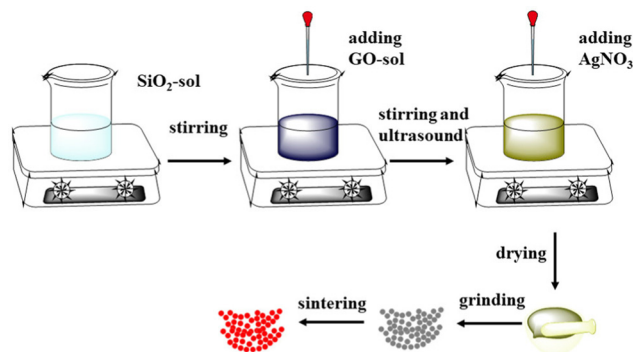 SiO₂-sol
stirring
adding
GO-sol
stirring and
ultrasound
adding
AgNO₃
drying
grinding
sintering